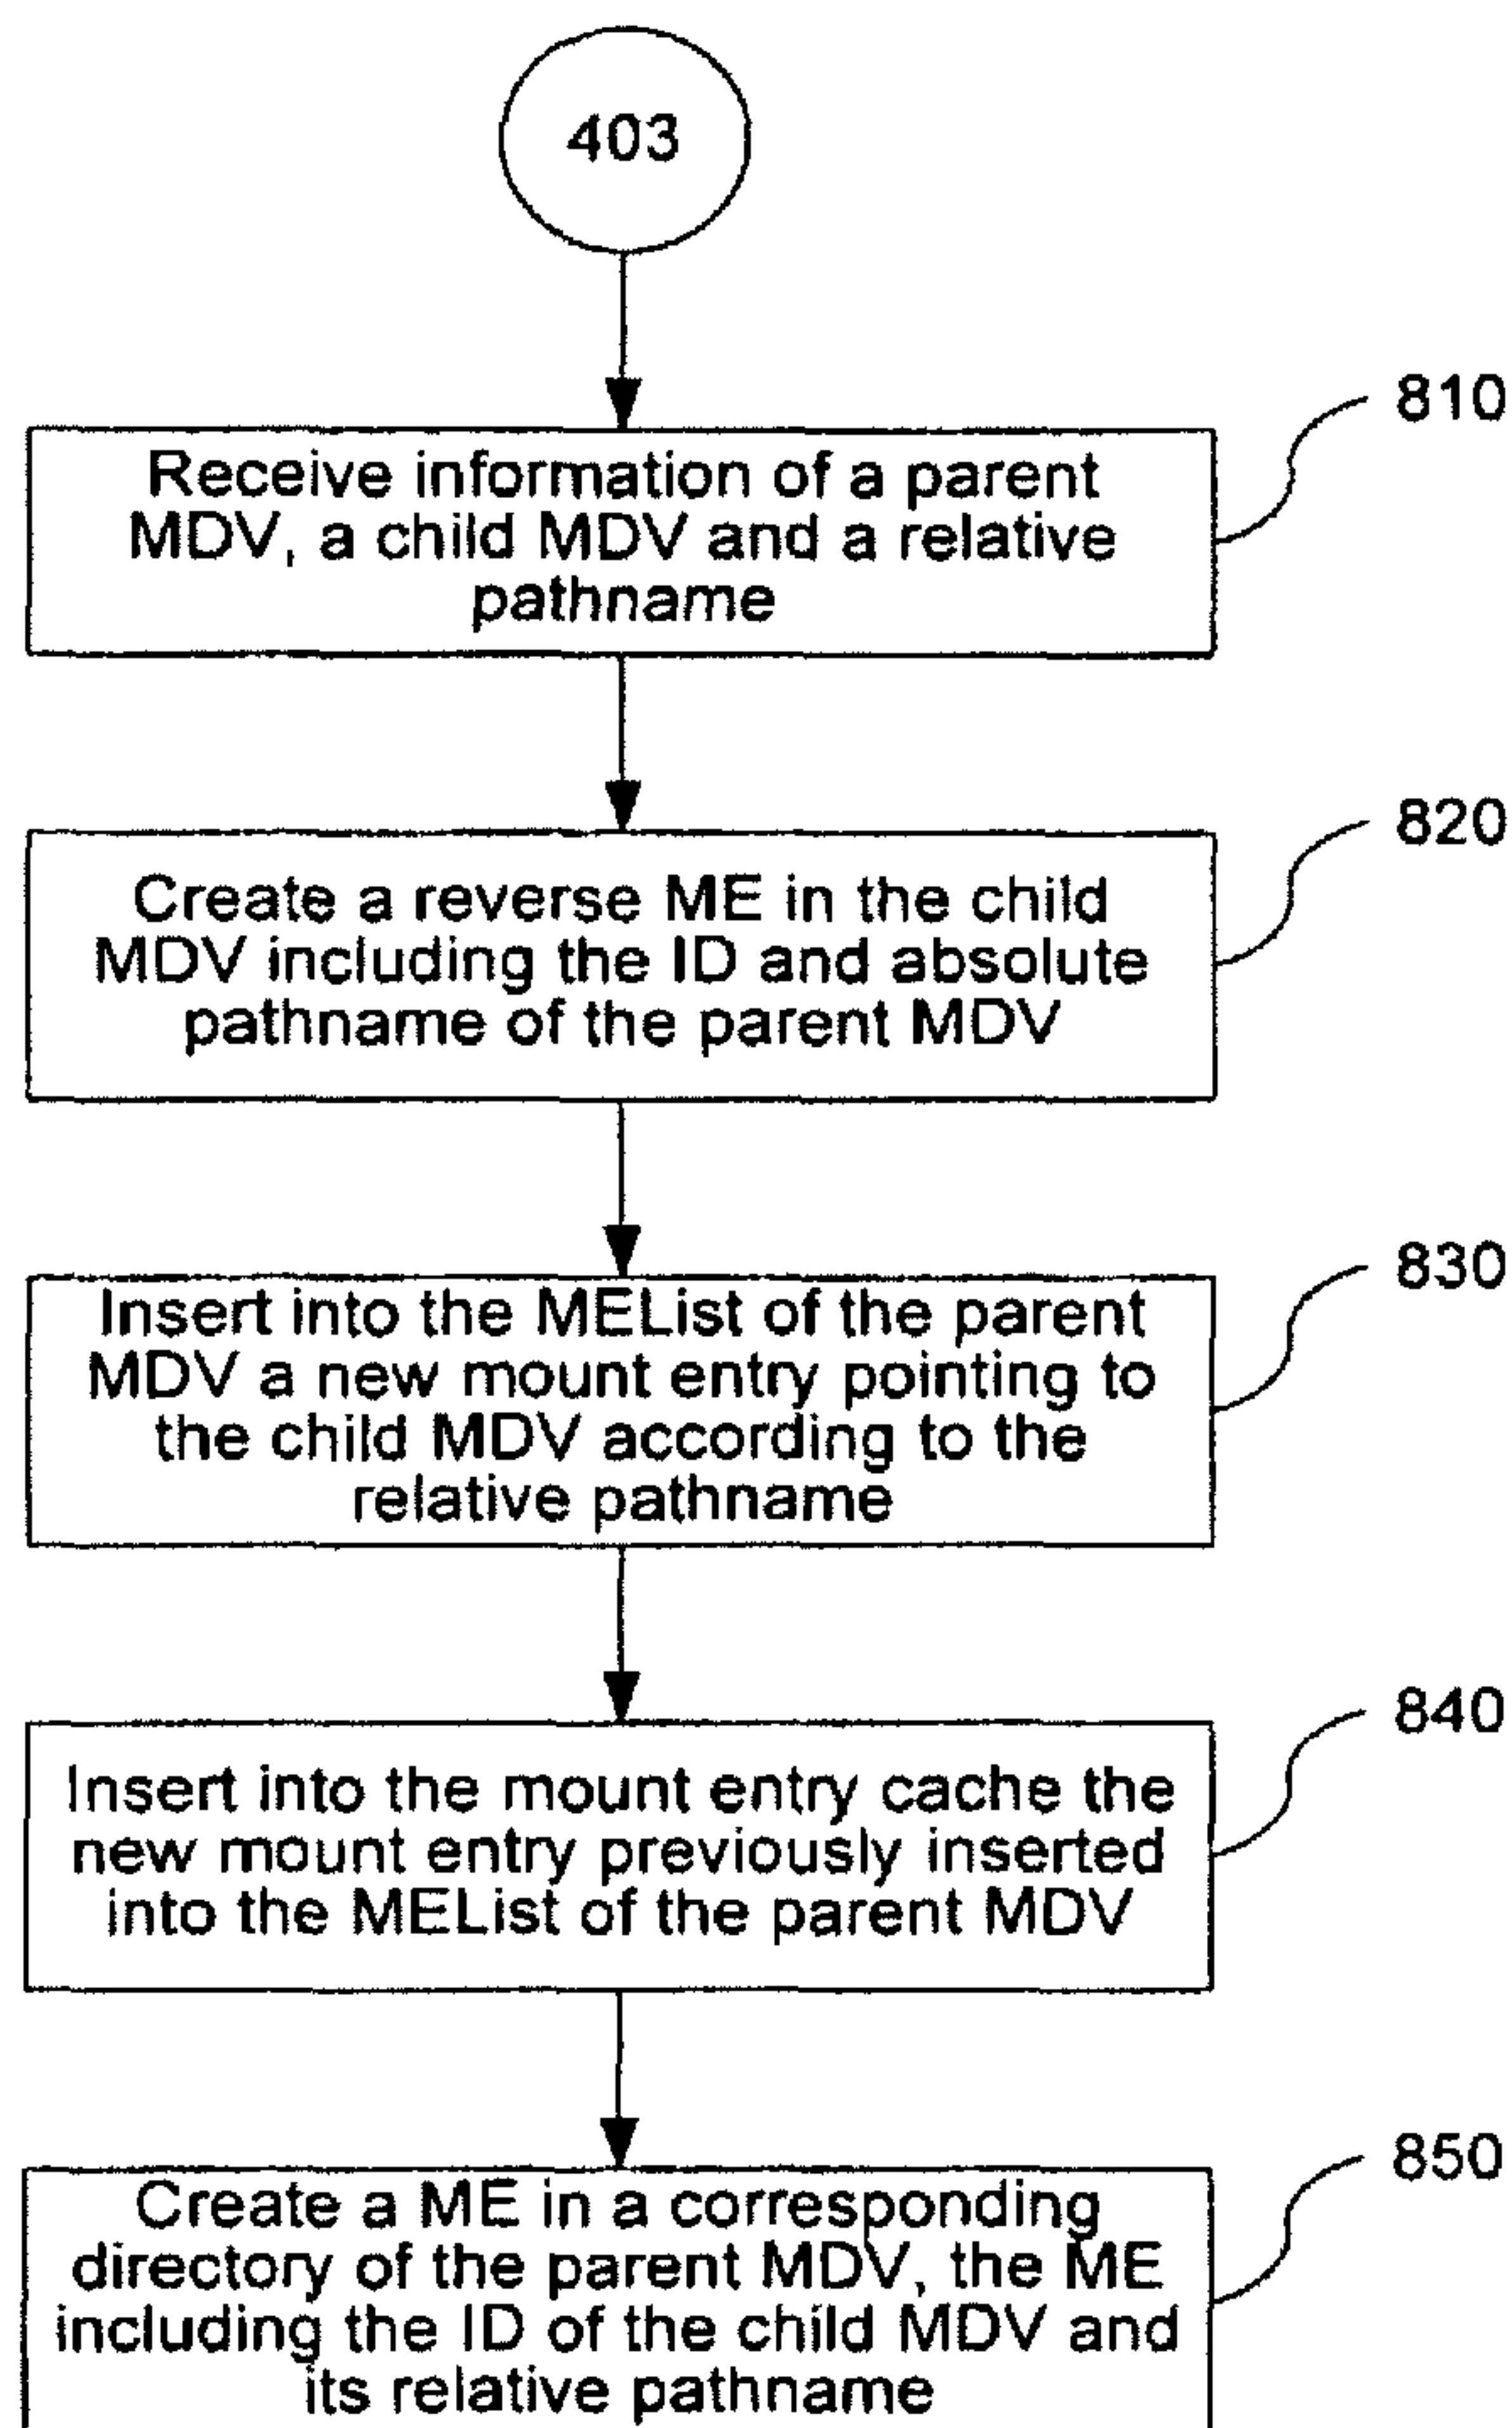 403
810
Receive information of a parent
MDV, a child MDV and a relative
pathname
820
Create a reverse ME in the child
MDV including the ID and absolute
pathname of the parent MDV
830
Insert into the MEList of the parent
MDV a new mount entry pointing to
the child MDV according to the
relative pathname
840
Insert into the mount entry cache the
new mount entry previously inserted
into the MEList of the parent MDV
850
Create a ME in a corresponding
directory of the parent MDV, the ME
including the ID of the child MDV and
its relative pathname